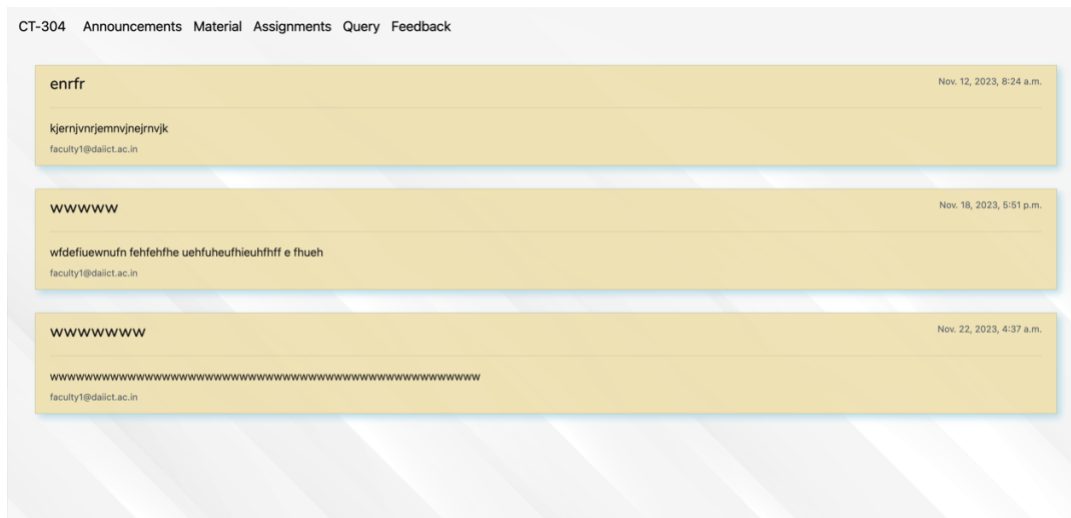 CT-304 Announcements Material Assignments Query Feedback
enrfr
Nov. 12, 2023, 8:24 a.m.
kjernjvnrjemnvjnejrnvjk
faculty1@daiict.ac.in
wwwww
Nov. 18, 2023, 5:51 p.m.
wfdefiuewnufn fehfehfhe uehfuheufhieuhfhff e fhueh
faculty1@daiict.ac.in
wwwwwww
Nov. 22, 2023, 4:37 a.m.
faculty1@daiict.ac.in